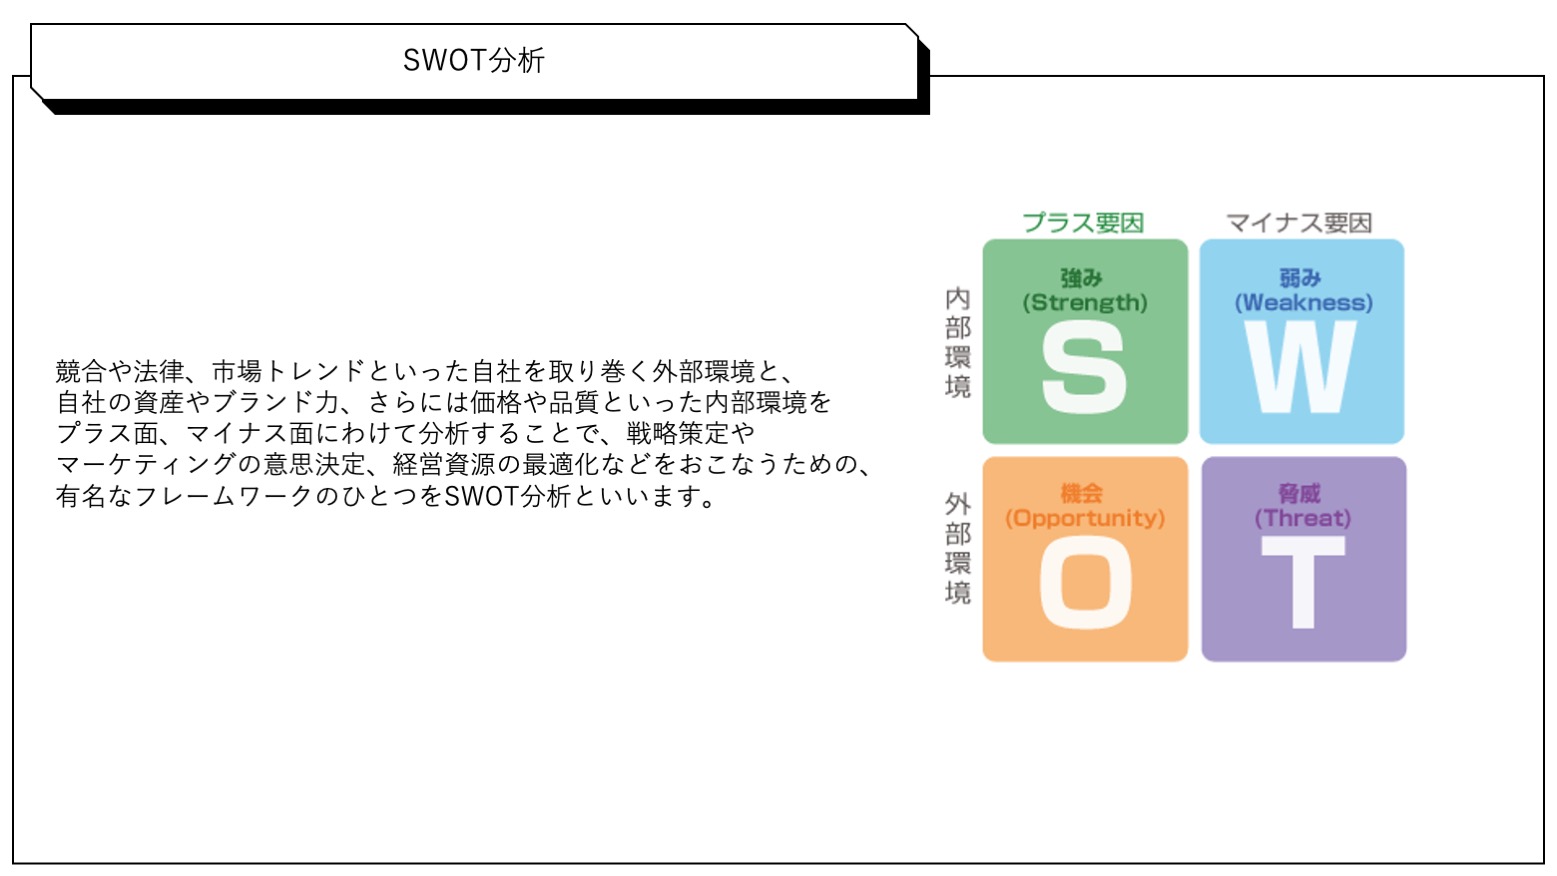 SWOT分析
競合や法律、市場トレンドといった自社を取り巻く外部環境と、
自社の資産やブランド力、さらには価格や品質といった内部環境を
プラス面、マイナス面にわけて分析することで、戦略策定や
マーケティングの意思決定、経営資源の最適化などをおこなうための、
有名なフレームワークのひとつをSWOT分析といいます。
プラス要因
マイナス要因
内部環境
強み
(Strength)
S
弱み
(Weakness)
W
外部環境
機会
(Opportunity)
O
脅威
(Threat)
T